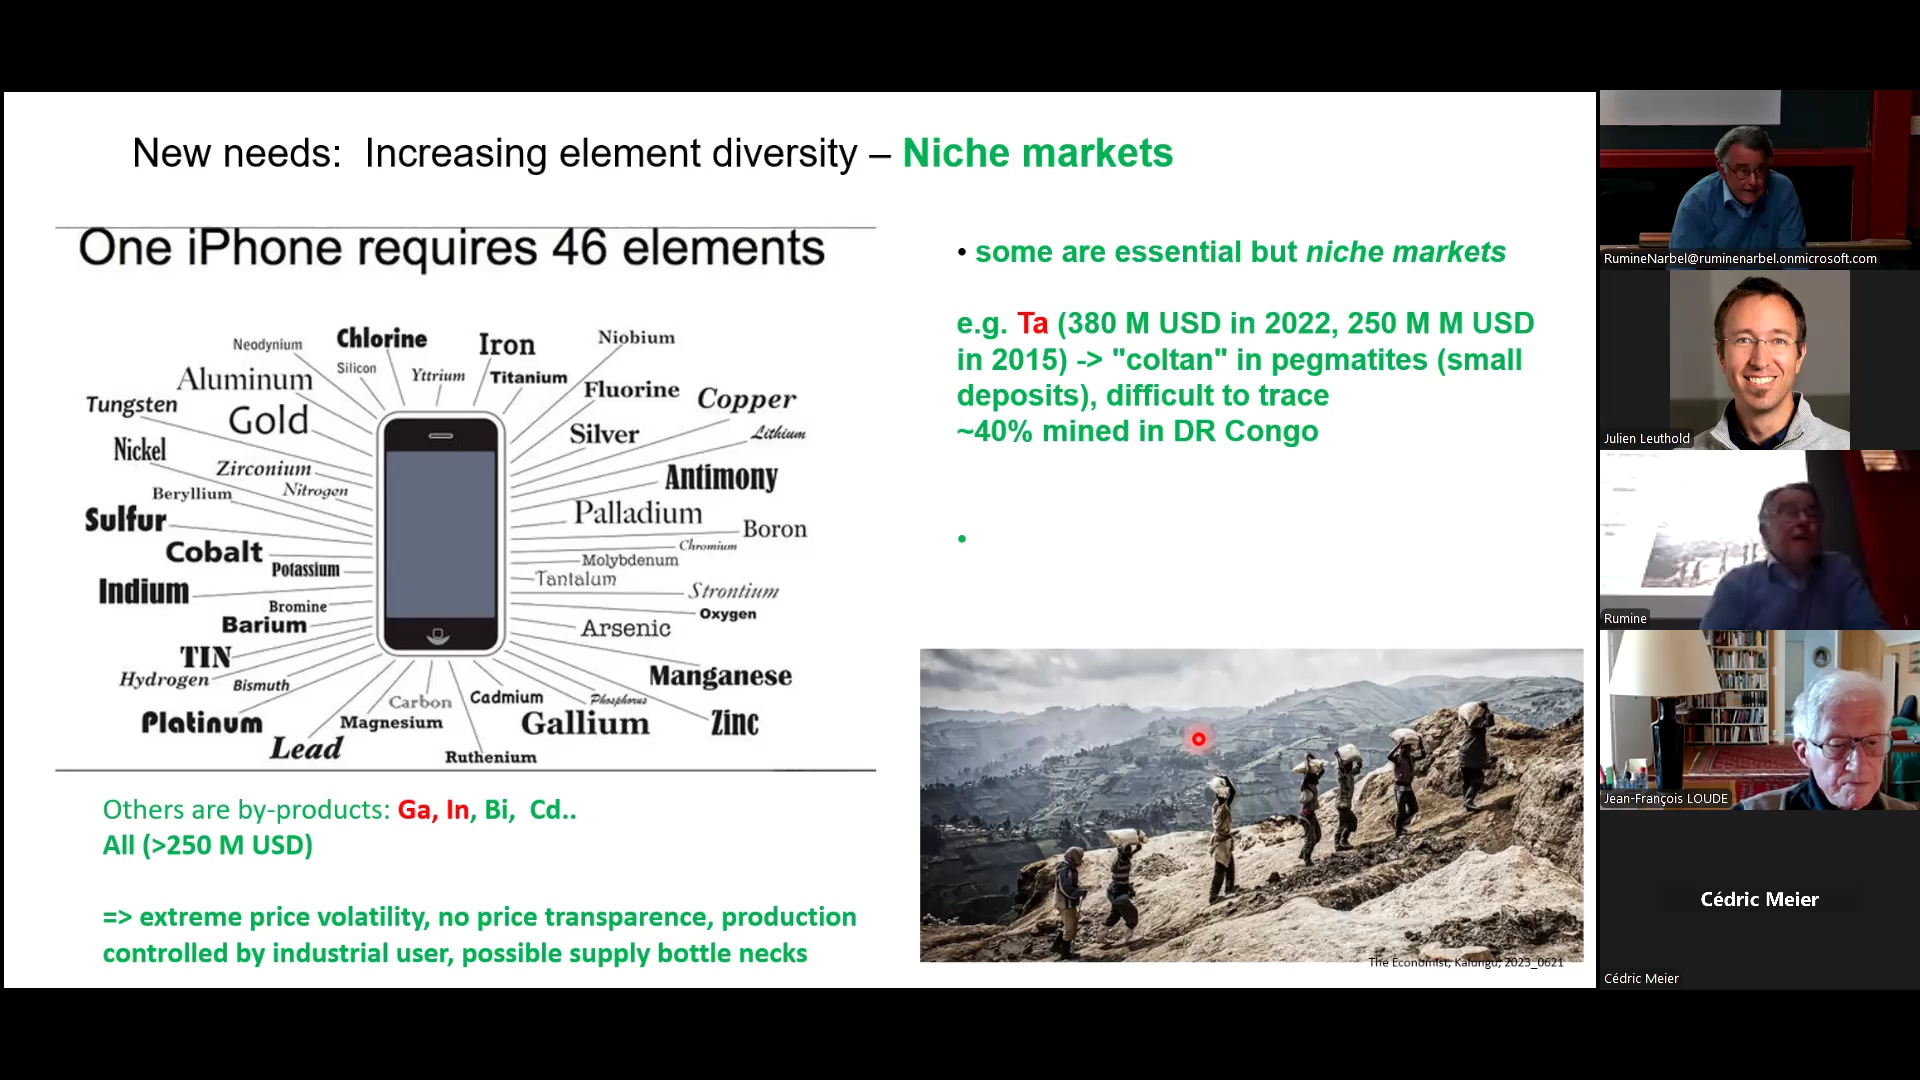 New needs:  Increasing element diversity – Niche markets
One iPhone requires 46 elements
Neodynium
Chlorine
Iron
Niobium
Silicon
Yttrium
Titanium
Aluminum
Fluorine
Copper
Tungsten
Gold
Silver
Lithium
Nickel
Zirconium
Antimony
Beryllium
Nitrogen
Palladium
Sulfur
Boron
Cobalt
Chromium
Potassium
Molybdenum
Tantalum
Indium
Strontium
Bromine
Oxygen
Barium
Arsenic
TIN
Hydrogen
Bismuth
Manganese
Carbon
Cadmium
Phosphorus
Platinum
Magnesium
Gallium
Zinc
Lead
Ruthenium
Others are by-products: Ga, In, Bi,  Cd..
All (>250 M USD)
=> extreme price volatility, no price transparence, production
controlled by industrial user, possible supply bottle necks
• some are essential but niche markets
e.g. Ta (380 M USD in 2022, 250 M M USD
in 2015) -> "coltan" in pegmatites (small
deposits), difficult to trace
~40% mined in DR Congo
•
The Economist, Kalungu, 2023_0621
RumineNarbel@ruminenarbel.onmicrosoft.com
Julien Leuthold
Rumine
Jean-François LOUDE
Cédric Meier
Cédric Meier